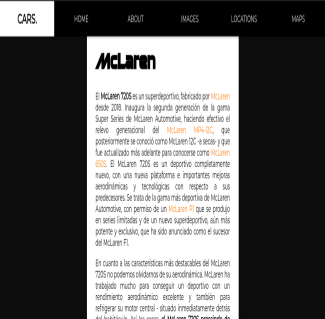 CARS.
HOME ABOUT IMAGES LOCATIONS MAPS
McLaren
El McLaren 720S es un superdeportivo, fabricado por McLaren
desde 2018. Inaugura la segunda generación de la gama
Super Series de McLaren Automotive, haciendo efectivo el
relevo generacional del McLaren MP4-12C, que
posteriormente se conoció como McLaren 12C -a secas- y que
fue actualizado más adelante para conocerse como McLaren
650S. El McLaren 720S es un deportivo completamente
nuevo, con una nueva plataforma e importantes mejoras
aerodinámicas y tecnológicas con respecto a sus
predecesores. Se trata de la gama más deportiva de McLaren
Automotive, con permiso de un McLaren P1 que se produjo
en series limitadas y de un nuevo superdeportivo, aún más
potente y exclusivo, que ha sido anunciado como el sucesor
del McLaren F1.
En cuanto a las características más destacables del McLaren
720S no podemos olvidarnos de su aerodinámica, McLaren ha
trabajado mucho para conseguir un deportivo con un
rendimiento aerodinámico excelente y también para
refrigerar su motor central - situado inmediatamente detrás